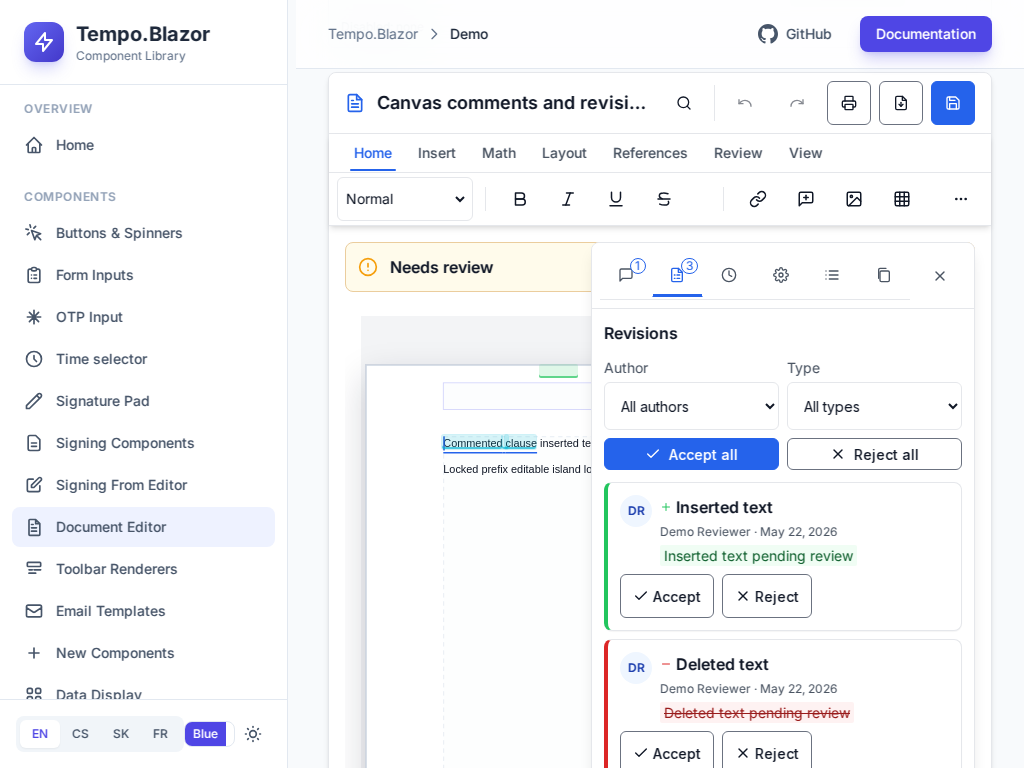 Tempo.Blazor
Component Library
OVERVIEW
Home
COMPONENTS
Buttons & Spinners
Form Inputs
OTP Input
Time selector
Signature Pad
Signing Components
Signing From Editor
Document Editor
Toolbar Renderers
Email Templates
New Components
Data Display
EN CS SK FR Blue
Tempo.Blazor Demo
GitHub
Documentation
Canvas comments and revisi...
Home Insert Math Layout References Review View
Normal
Needs review
1 3
Revisions
Author Type
All authors All types
Accept all Reject all
DR
Inserted text
Demo Reviewer · May 22, 2026
Inserted text pending review
Accept Reject
DR
Deleted text
Demo Reviewer · May 22, 2026
Deleted text pending review
Accept Reject
Commented clause inserted te
Locked prefix editable island lo